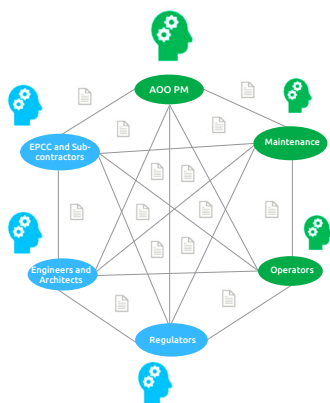 AOO PM
EPCC and Sub-
contractors
Maintenance
Engineers and
Architects
Operators
Regulators